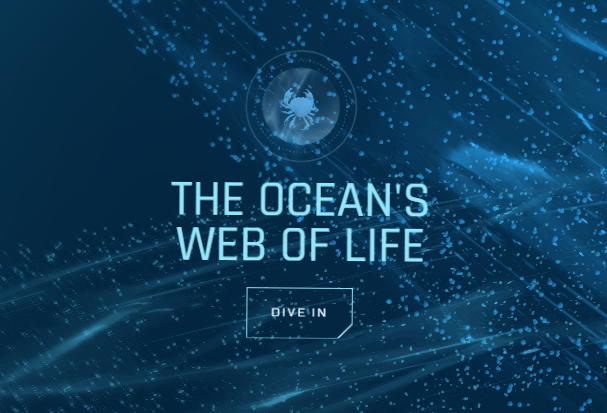 THE OCEAN'S
WEB OF LIFE
DIVE IN